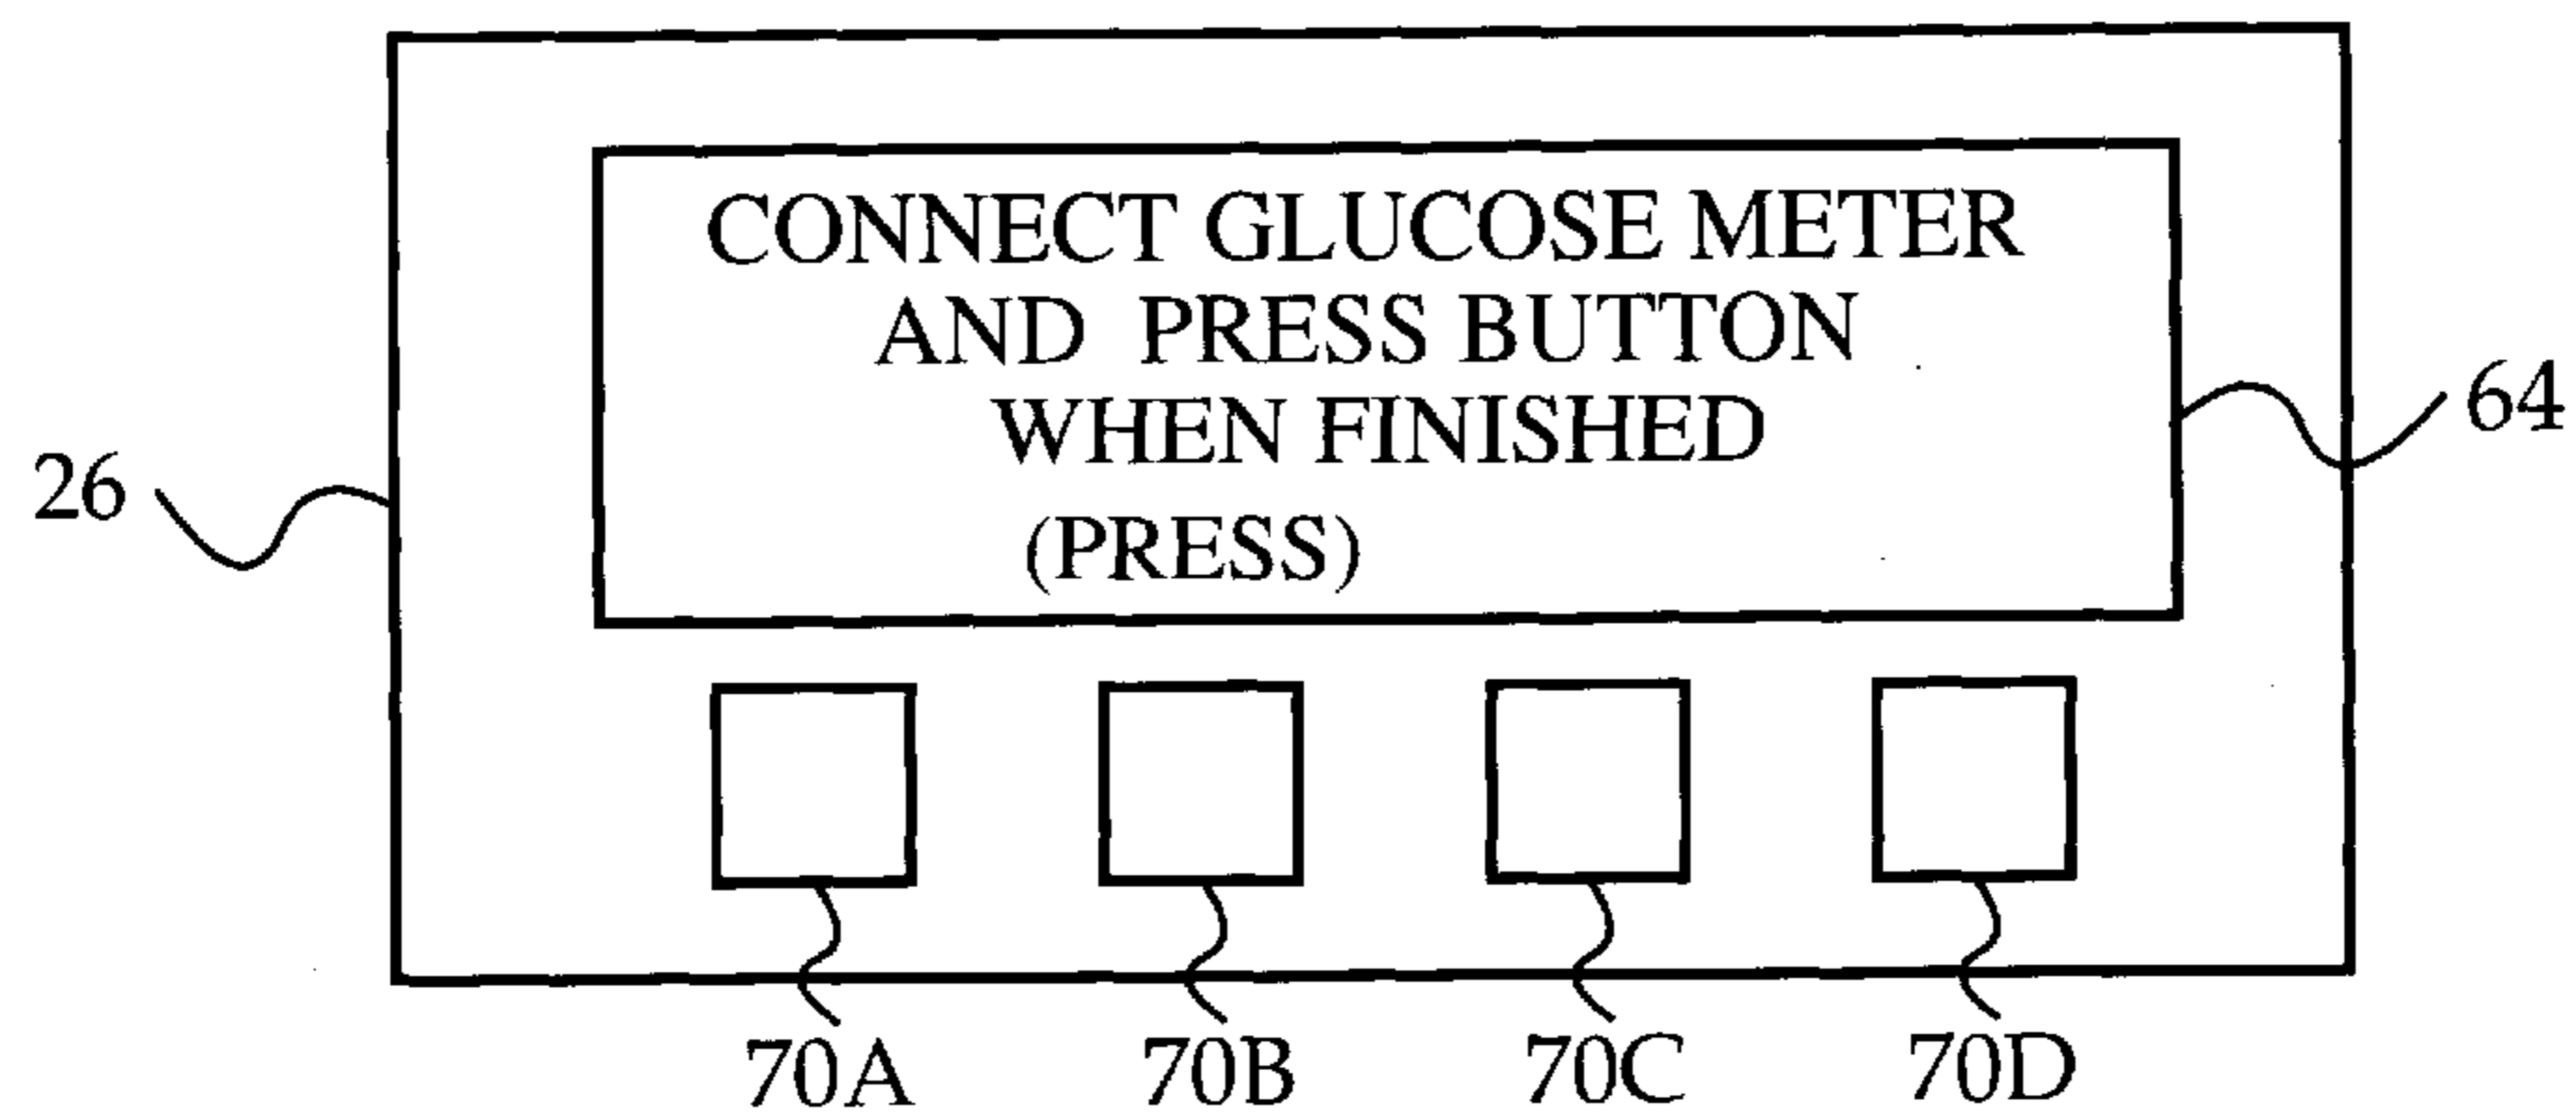 CONNECT GLUCOSE METER
AND PRESS BUTTON
WHEN FINISHED
(PRESS)
64
26
70A 70B 70C 70D